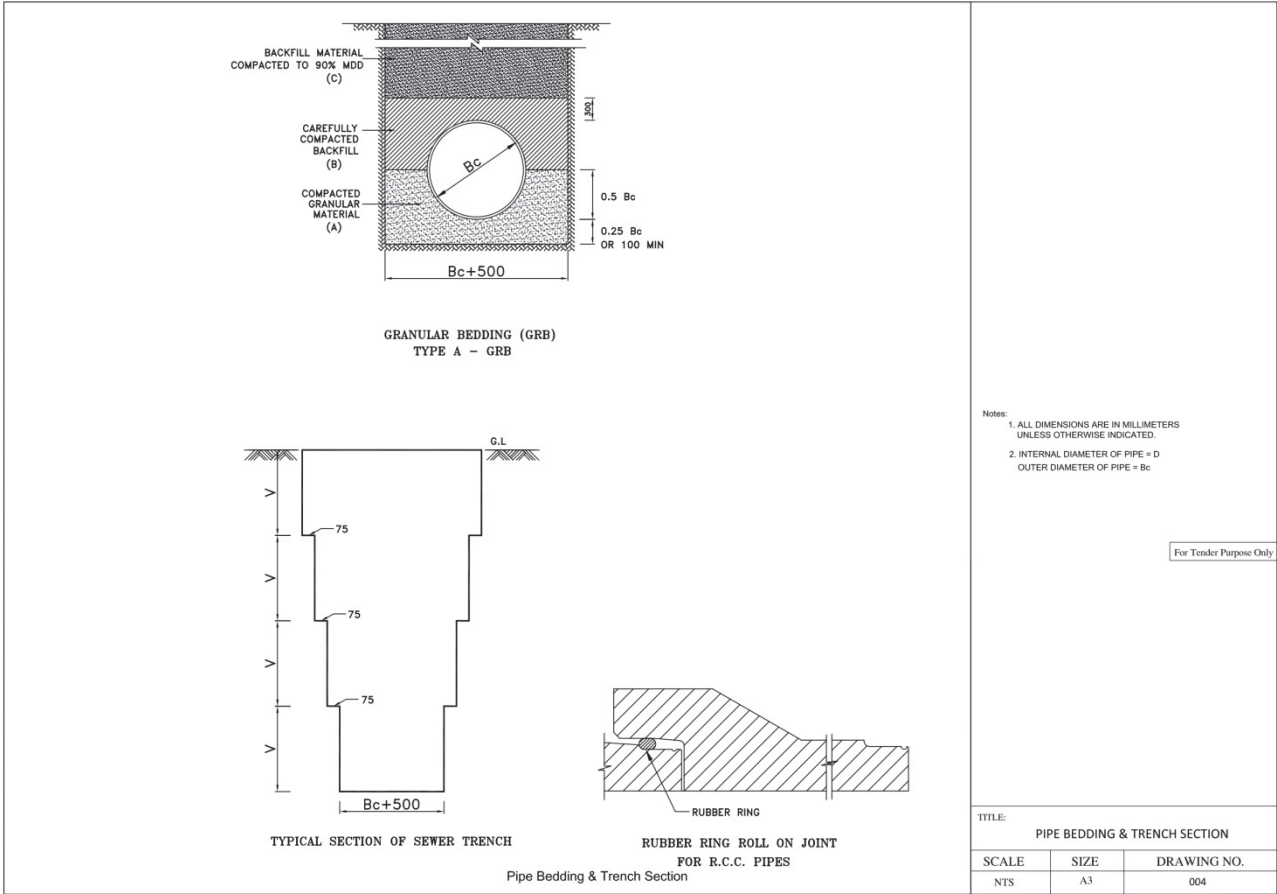 BACKFILL MATERIAL
COMPACTED TO 90% MDD
(C)
300
CAREFULLY
COMPACTED
BACKFILL
(B)
Bc
COMPACTED
GRANULAR
MATERIAL
(A)
0.5 Bc
0.25 Bc
OR 100 MIN
Bc+500
GRANULAR BEDDING (GRB)
TYPE A - GRB
G.L
V
75
V
75
V
75
V
Bc+500
TYPICAL SECTION OF SEWER TRENCH
RUBBER RING
RUBBER RING ROLL ON JOINT
FOR R.C.C. PIPES
Pipe Bedding & Trench Section
Notes:
1. ALL DIMENSIONS ARE IN MILLIMETERS
UNLESS OTHERWISE INDICATED.
2. INTERNAL DIAMETER OF PIPE = D
OUTER DIAMETER OF PIPE = Bc
For Tender Purpose Only
TITLE:
PIPE BEDDING & TRENCH SECTION
SCALE SIZE DRAWING NO.
NTS A3 004